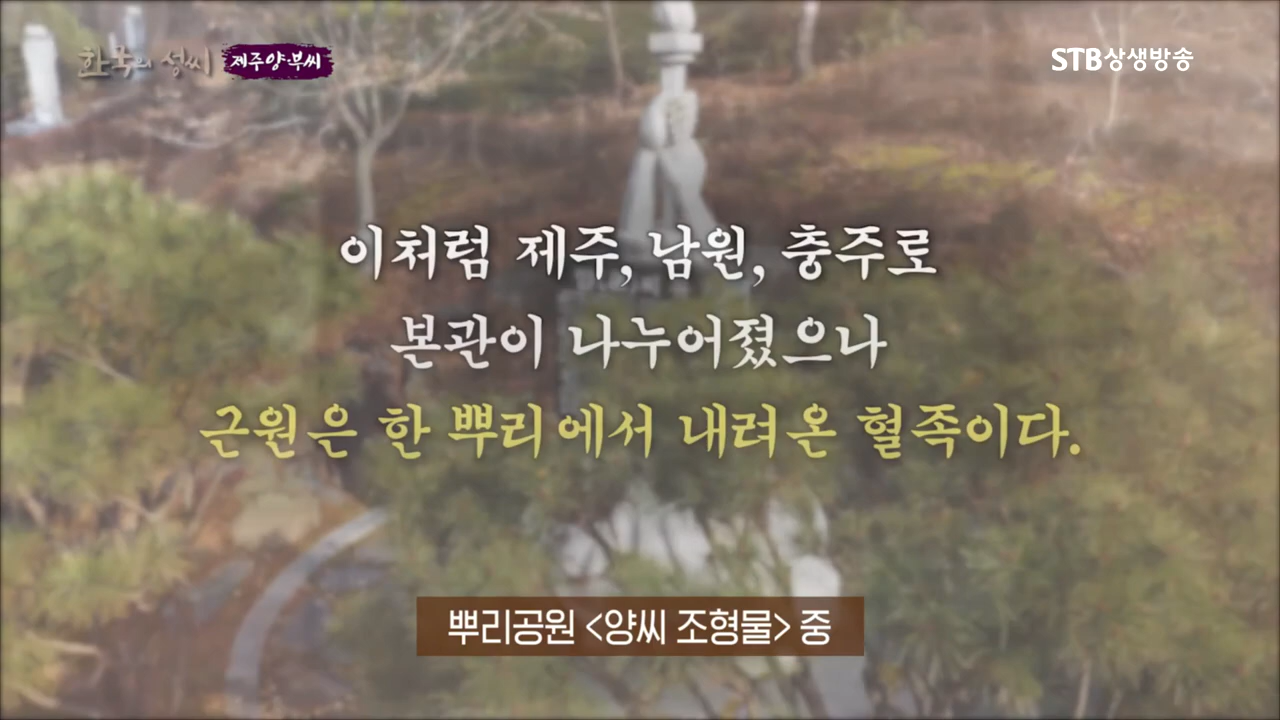 한국의 성씨 제주양·부씨
STB상생방송
이처럼 제주, 남원, 충주로
본관이 나누어졌으나
근원은 한 뿌리에서 내려온 혈족이다.
뿌리공원 <양씨 조형물> 중